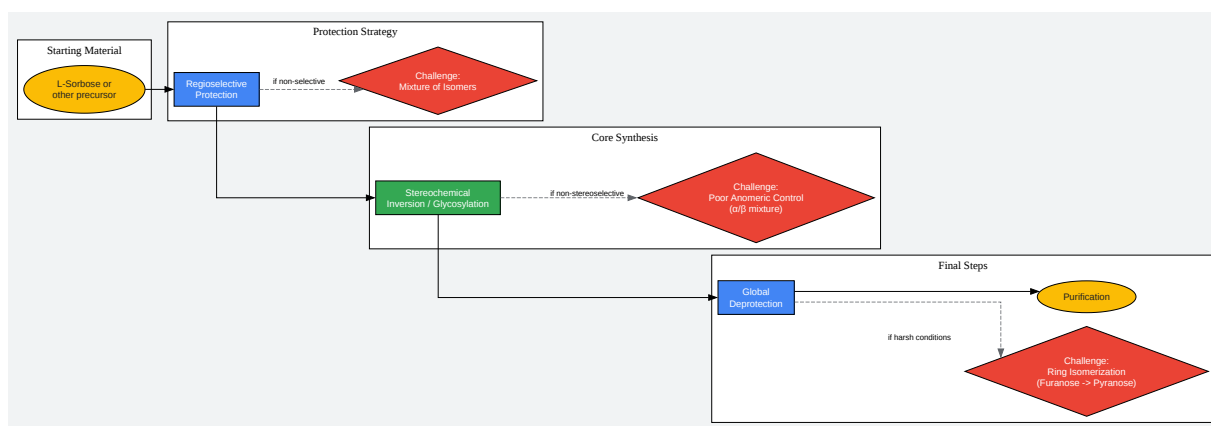 Starting Material
L-Sorbose or
other precursor
Protection Strategy
Regioselective
Protection
if non-selective
Challenge:
Mixture of Isomers
Core Synthesis
Stereochemical
Inversion / Glycosylation
if non-stereoselective
Challenge:
Poor Anomeric Control
(α/β mixture)
Final Steps
Global
Deprotection
Purification
if harsh conditions
Challenge:
Ring Isomerization
(Furanose -> Pyranose)